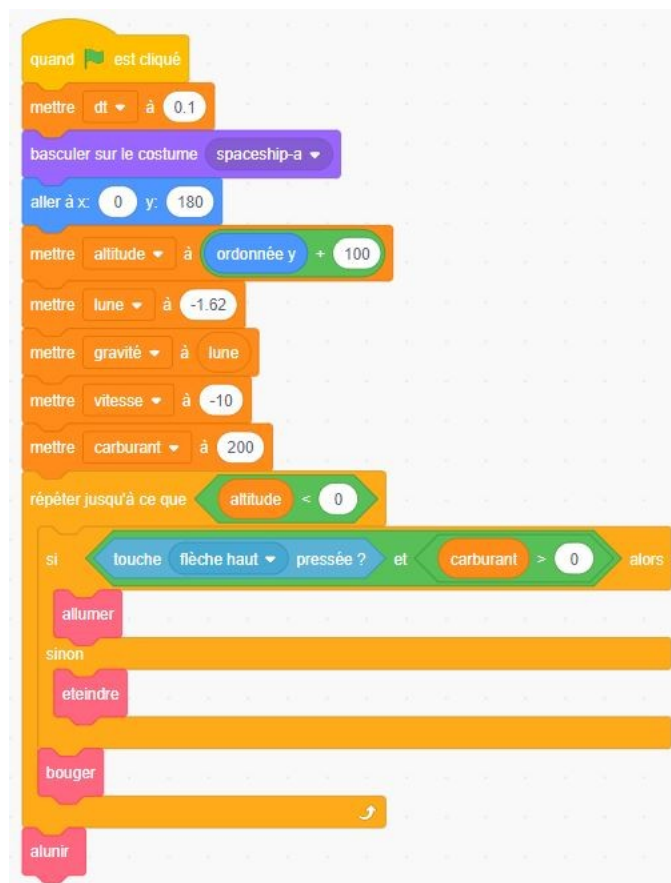 quand est cliqué
mettre dt à 0.1
basculer sur le costume spaceship-a
aller à x: 0 y: 180
mettre altitude à ordonnée y + 100
mettre lune à -1.62
mettre gravité à lune
mettre vitesse à -10
mettre carburant à 200
répéter jusqu'à ce que altitude < 0
si touche flèche haut pressée ? et carburant > 0 alors
allumer
sinon
eteindre
bouger
alunir